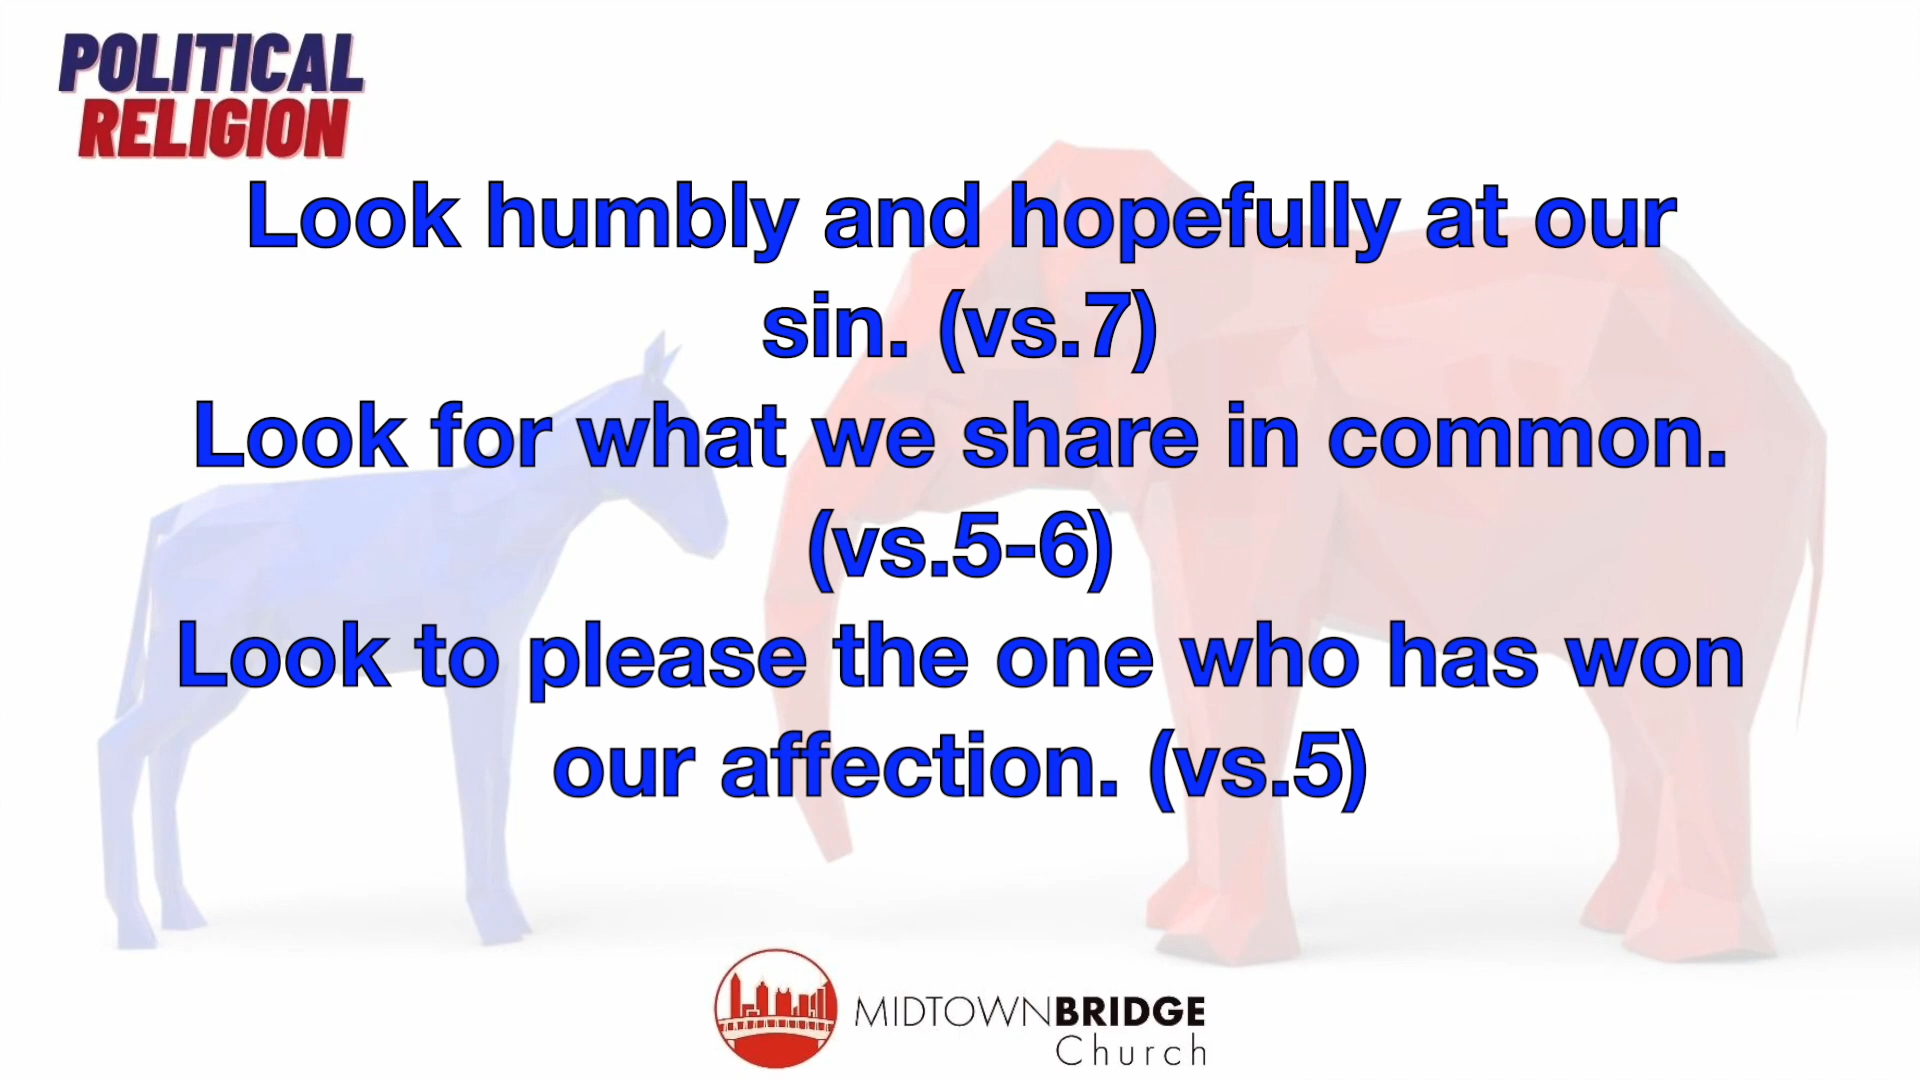 POLITICAL
RELIGION
Look humbly and hopefully at our
sin. (vs.7)
Look for what we share in common.
(vs.5-6)
Look to please the one who has won
our affection. (vs.5)
MIDTOWNBRIDGE
Church